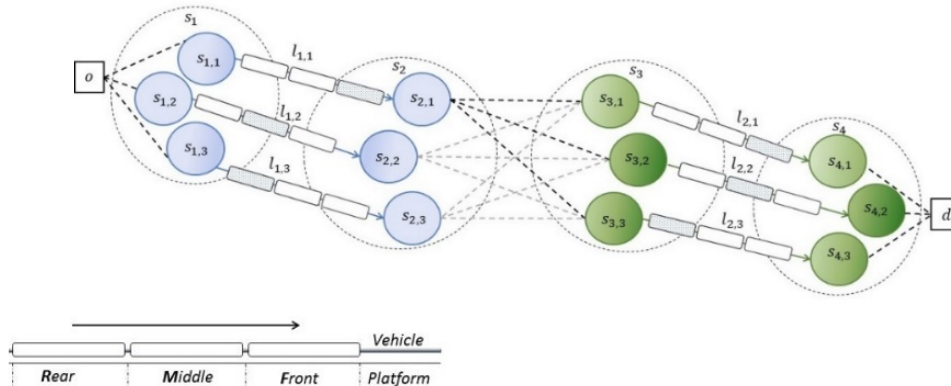 s1
s1,1
l1,1
o
s1,2
l1,2
s1,3
l1,3
s2
s2,1
s2,2
s2,3
s3
s3,1
l2,1
s3,2
l2,2
s3,3
l2,3
s4
s4,1
s4,2
s4,3
d
Vehicle
Rear Middle Front Platform